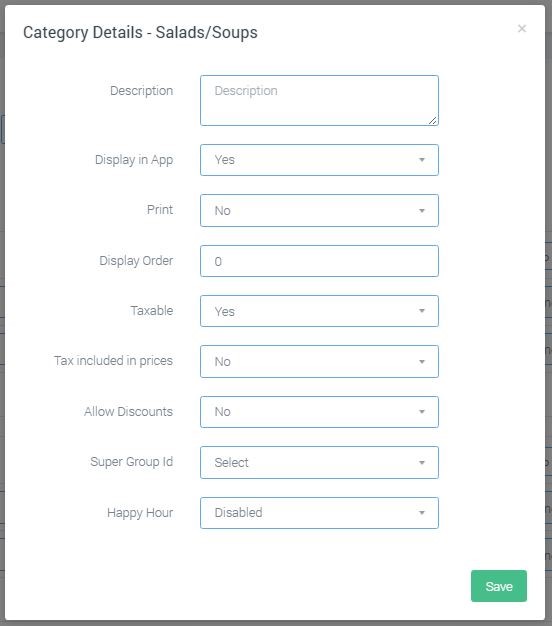 Category Details - Salads/Soups ×
Description Description
Display in App Yes
Print No
Display Order 0
Taxable Yes
Tax included in prices No
Allow Discounts No
Super Group Id Select
Happy Hour Disabled
Save